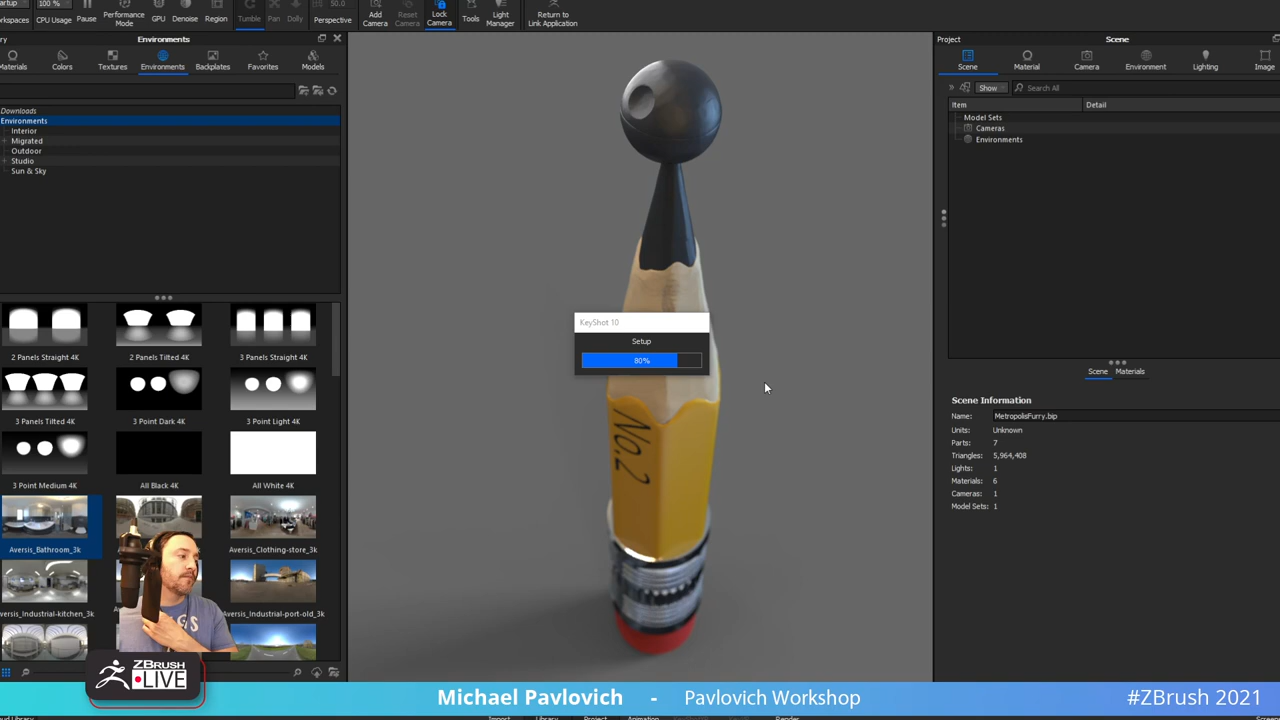 100 %
50.0
CPU Usage
Pause
Performance Mode
GPU
Denoise
Region
Tumble
Pan
Dolly
Perspective
Add Camera
Reset Camera
Lock Camera
Tools
Light Manager
Return to Link Application
Environments
Project
Scene
Colors
Textures
Environments
Backplates
Favorites
Models
Scene
Material
Camera
Environment
Lighting
Image
Show
Search All
Downloads
Environments
Interior
Migrated
Outdoor
Studio
Sun & Sky
Item
Detail
Model Sets
Cameras
Environments
2 Panels Straight 4K
2 Panels Tilted 4K
3 Panels Straight 4K
3 Panels Tilted 4K
3 Point Dark 4K
3 Point Light 4K
3 Point Medium 4K
All Black 4K
All White 4K
Aversis_Bathroom_3k
Aversis_Clothing-store_3k
KeyShot 10
Setup
80%
No.2
Scene
Materials
Scene Information
Name: MetropolisFurry.bip
Units: Unknown
Parts: 7
Triangles: 5,964,408
Lights: 1
Materials: 6
Cameras: 1
Model Sets: 1
ZBRUSH
LIVE
Michael Pavlovich - Pavlovich Workshop
#ZBrush 2021